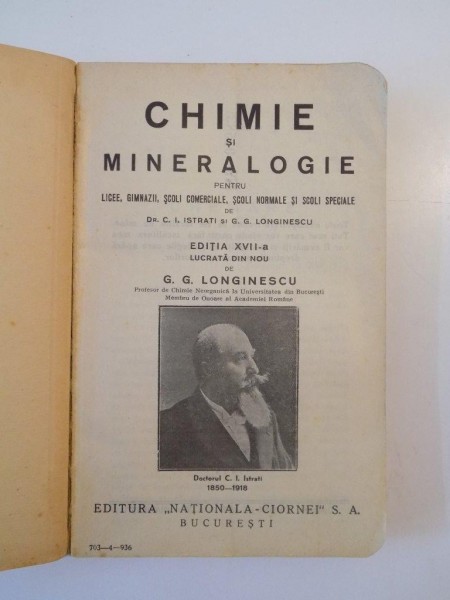 CHIMIE
ȘI
MINERALOGIE
PENTRU
LICEE, GIMNAZII, ȘCOLI COMERCIALE, ȘCOLI NORMALE ȘI SCOLI SPECIALE
DE
DR. C. I. ISTRATI ȘI G. G. LONGINESCU
EDIȚIA XVII-a
LUCRATĂ DIN NOU
DE
G. G. LONGINESCU
Profesor de Chimie Neorganică la Universitatea din București
Membru de Onoare al Academiei Române
Doctorul C. I. Istrati
1850—1918
EDITURA „NAȚIONALA-CIORNEI" S. A.
BUCUREȘTI
703—4—936